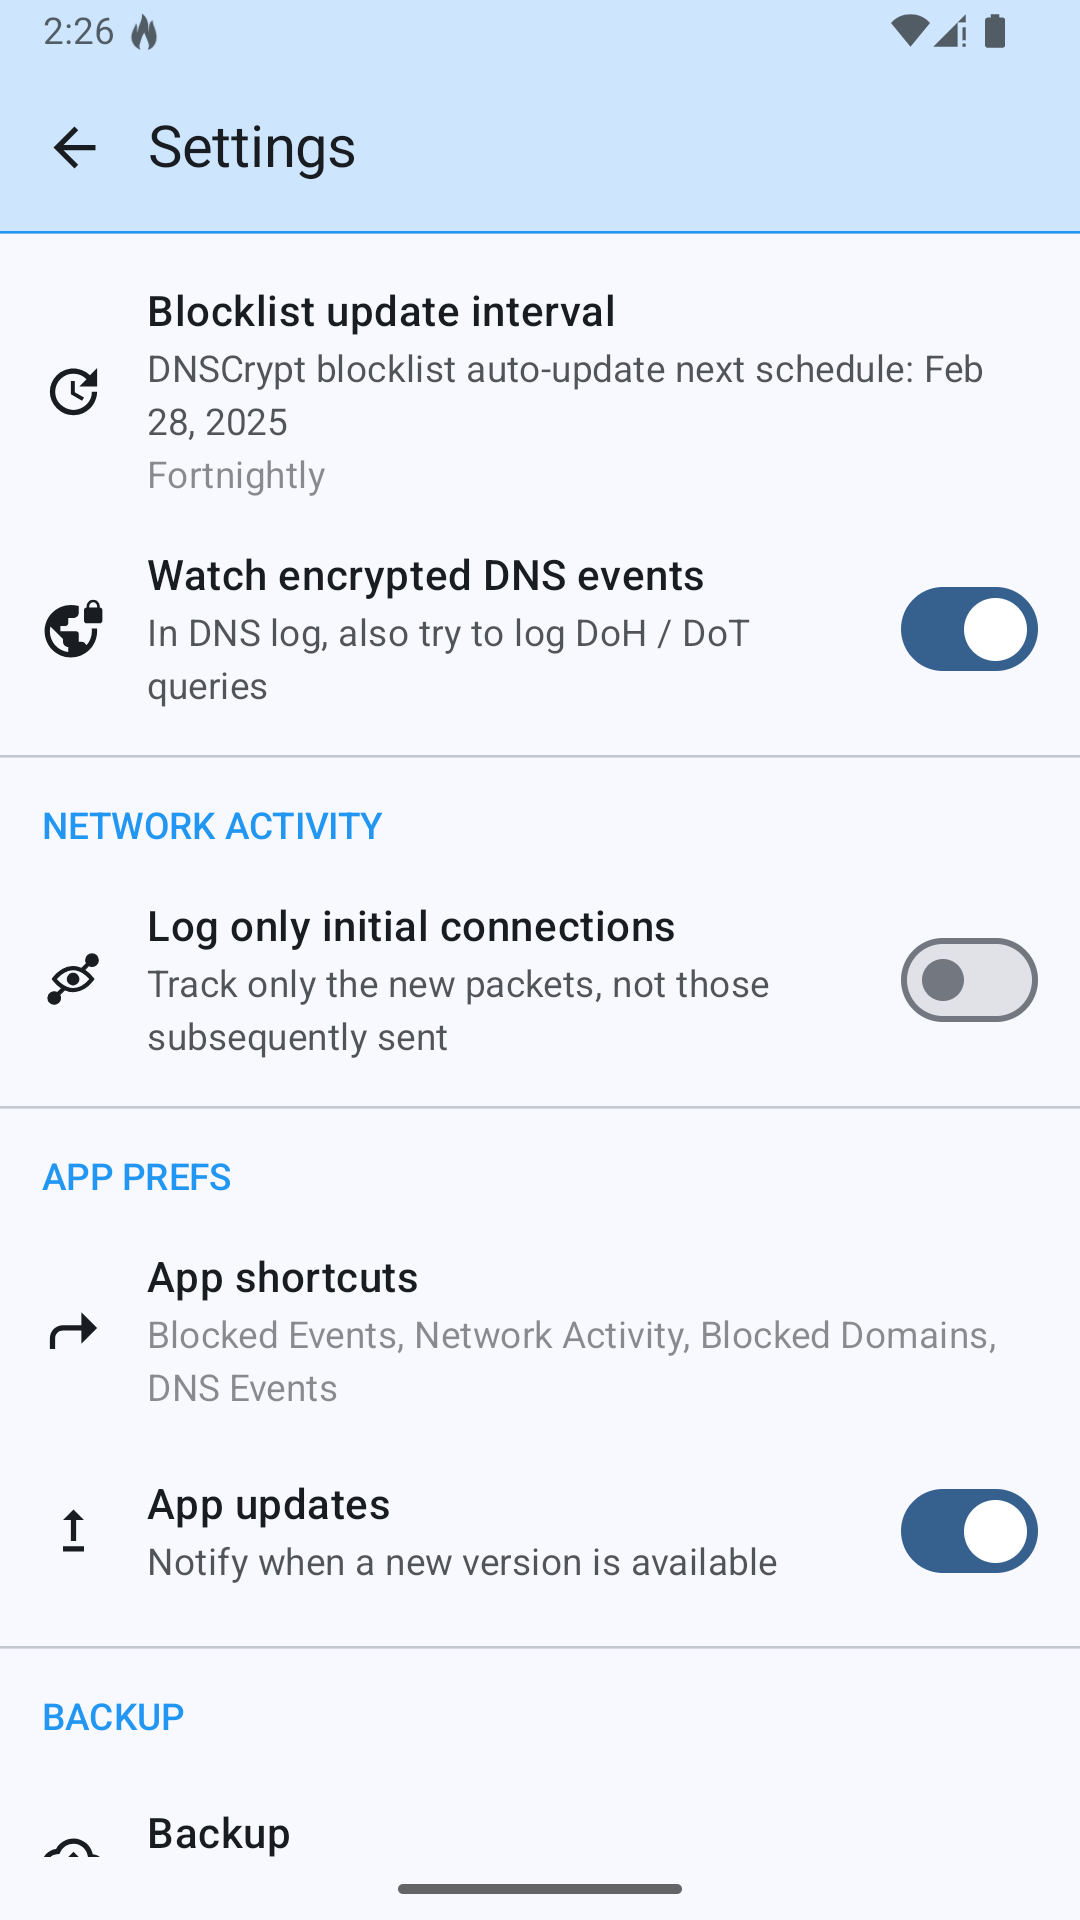 2:26
Settings
Blocklist update interval
DNSCrypt blocklist auto-update next schedule: Feb
28, 2025
Fortnightly
Watch encrypted DNS events
In DNS log, also try to log DoH / DoT
queries
NETWORK ACTIVITY
Log only initial connections
Track only the new packets, not those
subsequently sent
APP PREFS
App shortcuts
Blocked Events, Network Activity, Blocked Domains,
DNS Events
App updates
Notify when a new version is available
BACKUP
Backup